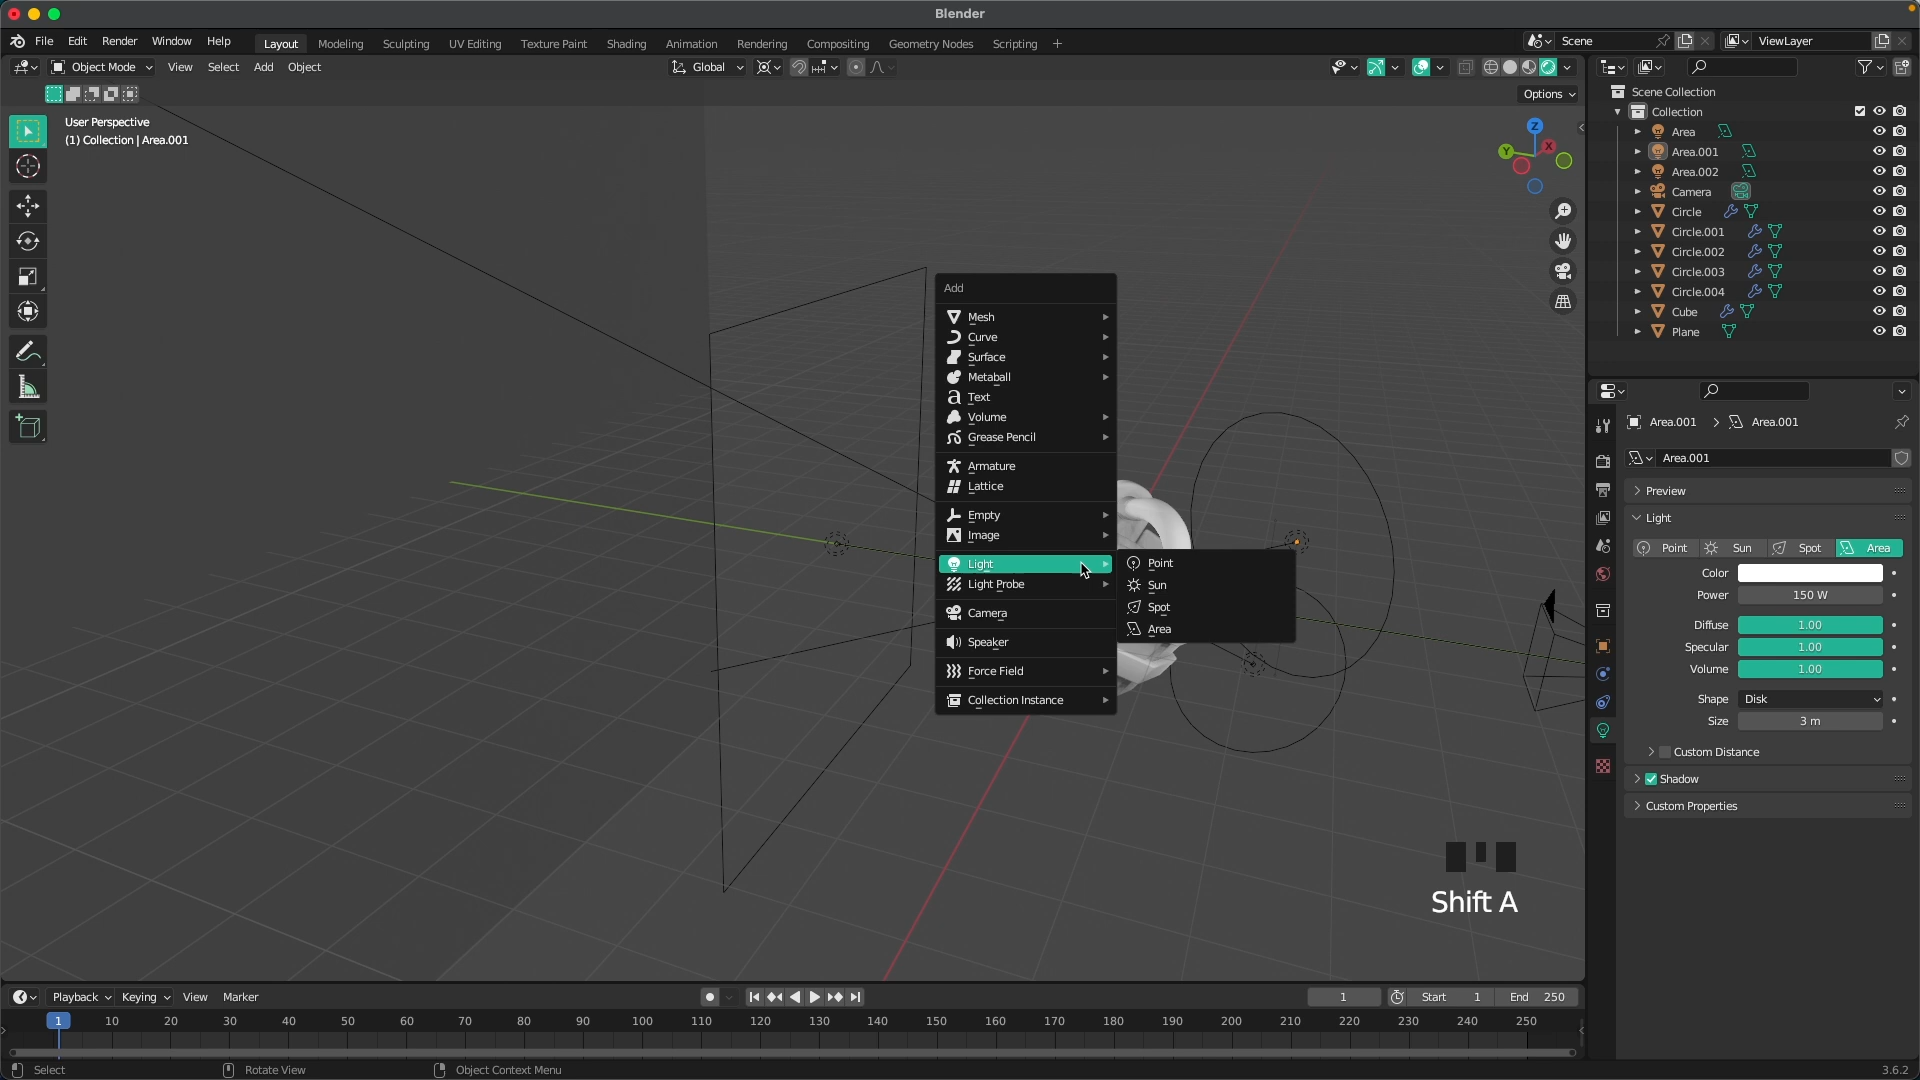 Blender
File Edit Render Window Help Layout Modeling Sculpting UV Editing Texture Paint Shading Animation Rendering Compositing Geometry Nodes Scripting + Scene ViewLayer
Object Mode View Select Add Object Global
Options
User Perspective
(1) Collection | Area.001
Z
Y
X
Scene Collection
Collection
Area
Area.001
Area.002
Camera
Circle
Circle.001
Circle.002
Circle.003
Circle.004
Cube
Plane
Add
Mesh
Curve
Surface
Metaball
Text
Volume
Grease Pencil
Armature
Lattice
Empty
Image
Light
Light Probe
Camera
Speaker
Force Field
Collection Instance
Point
Sun
Spot
Area
Area.001 > Area.001
Area.001
Preview
Light
Point Sun Spot Area
Color
Power 150 W
Diffuse 1.00
Specular 1.00
Volume 1.00
Shape Disk
Size 3 m
Custom Distance
Shadow
Custom Properties
Shift A
Playback Keying View Marker 1 Start 1 End 250
1 10 20 30 40 50 60 70 80 90 100 110 120 130 140 150 160 170 180 190 200 210 220 230 240 250
Select Rotate View Object Context Menu 3.6.2